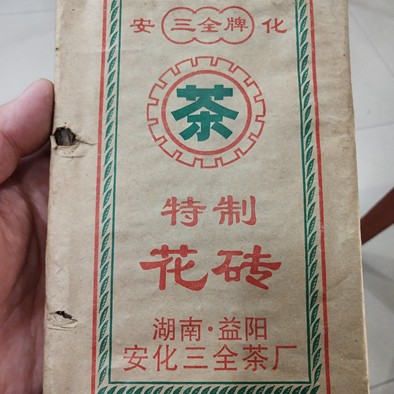 安三全牌化
茶
特制
花砖
湖南·益阳
安化三全茶厂